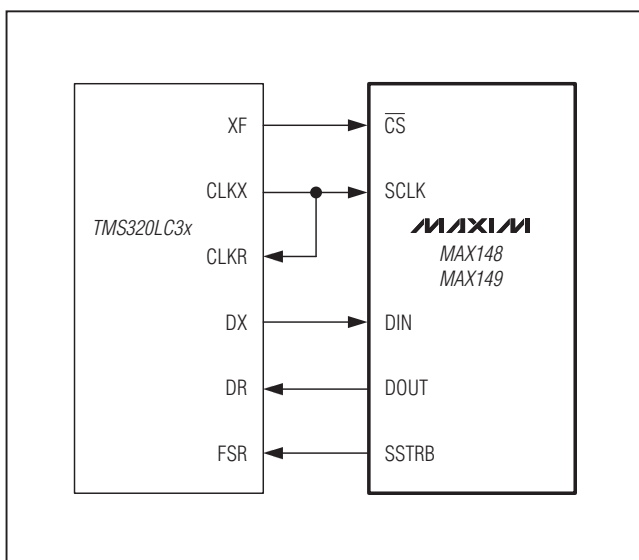 XF
CS
CLKX
SCLK
TMS320LC3x
MAXIM
MAX148
MAX149
CLKR
DX
DIN
DR
DOUT
FSR
SSTRB